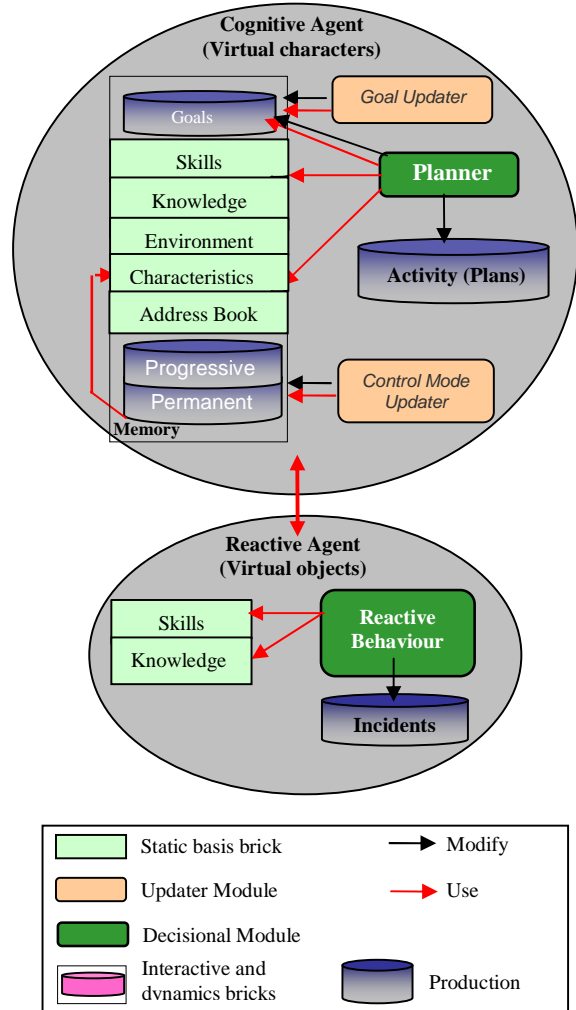 Cognitive Agent
(Virtual characters)
Goals
Goal Updater
Skills
Planner
Knowledge
Environment
Activity (Plans)
Characteristics
Address Book
Progressive
Control Mode
Updater
Permanent
Memory
Reactive Agent
(Virtual objects)
Skills
Reactive
Behaviour
Knowledge
Incidents
Static basis brick
Modify
Updater Module
Use
Decisional Module
Interactive and
dynamics bricks
Production